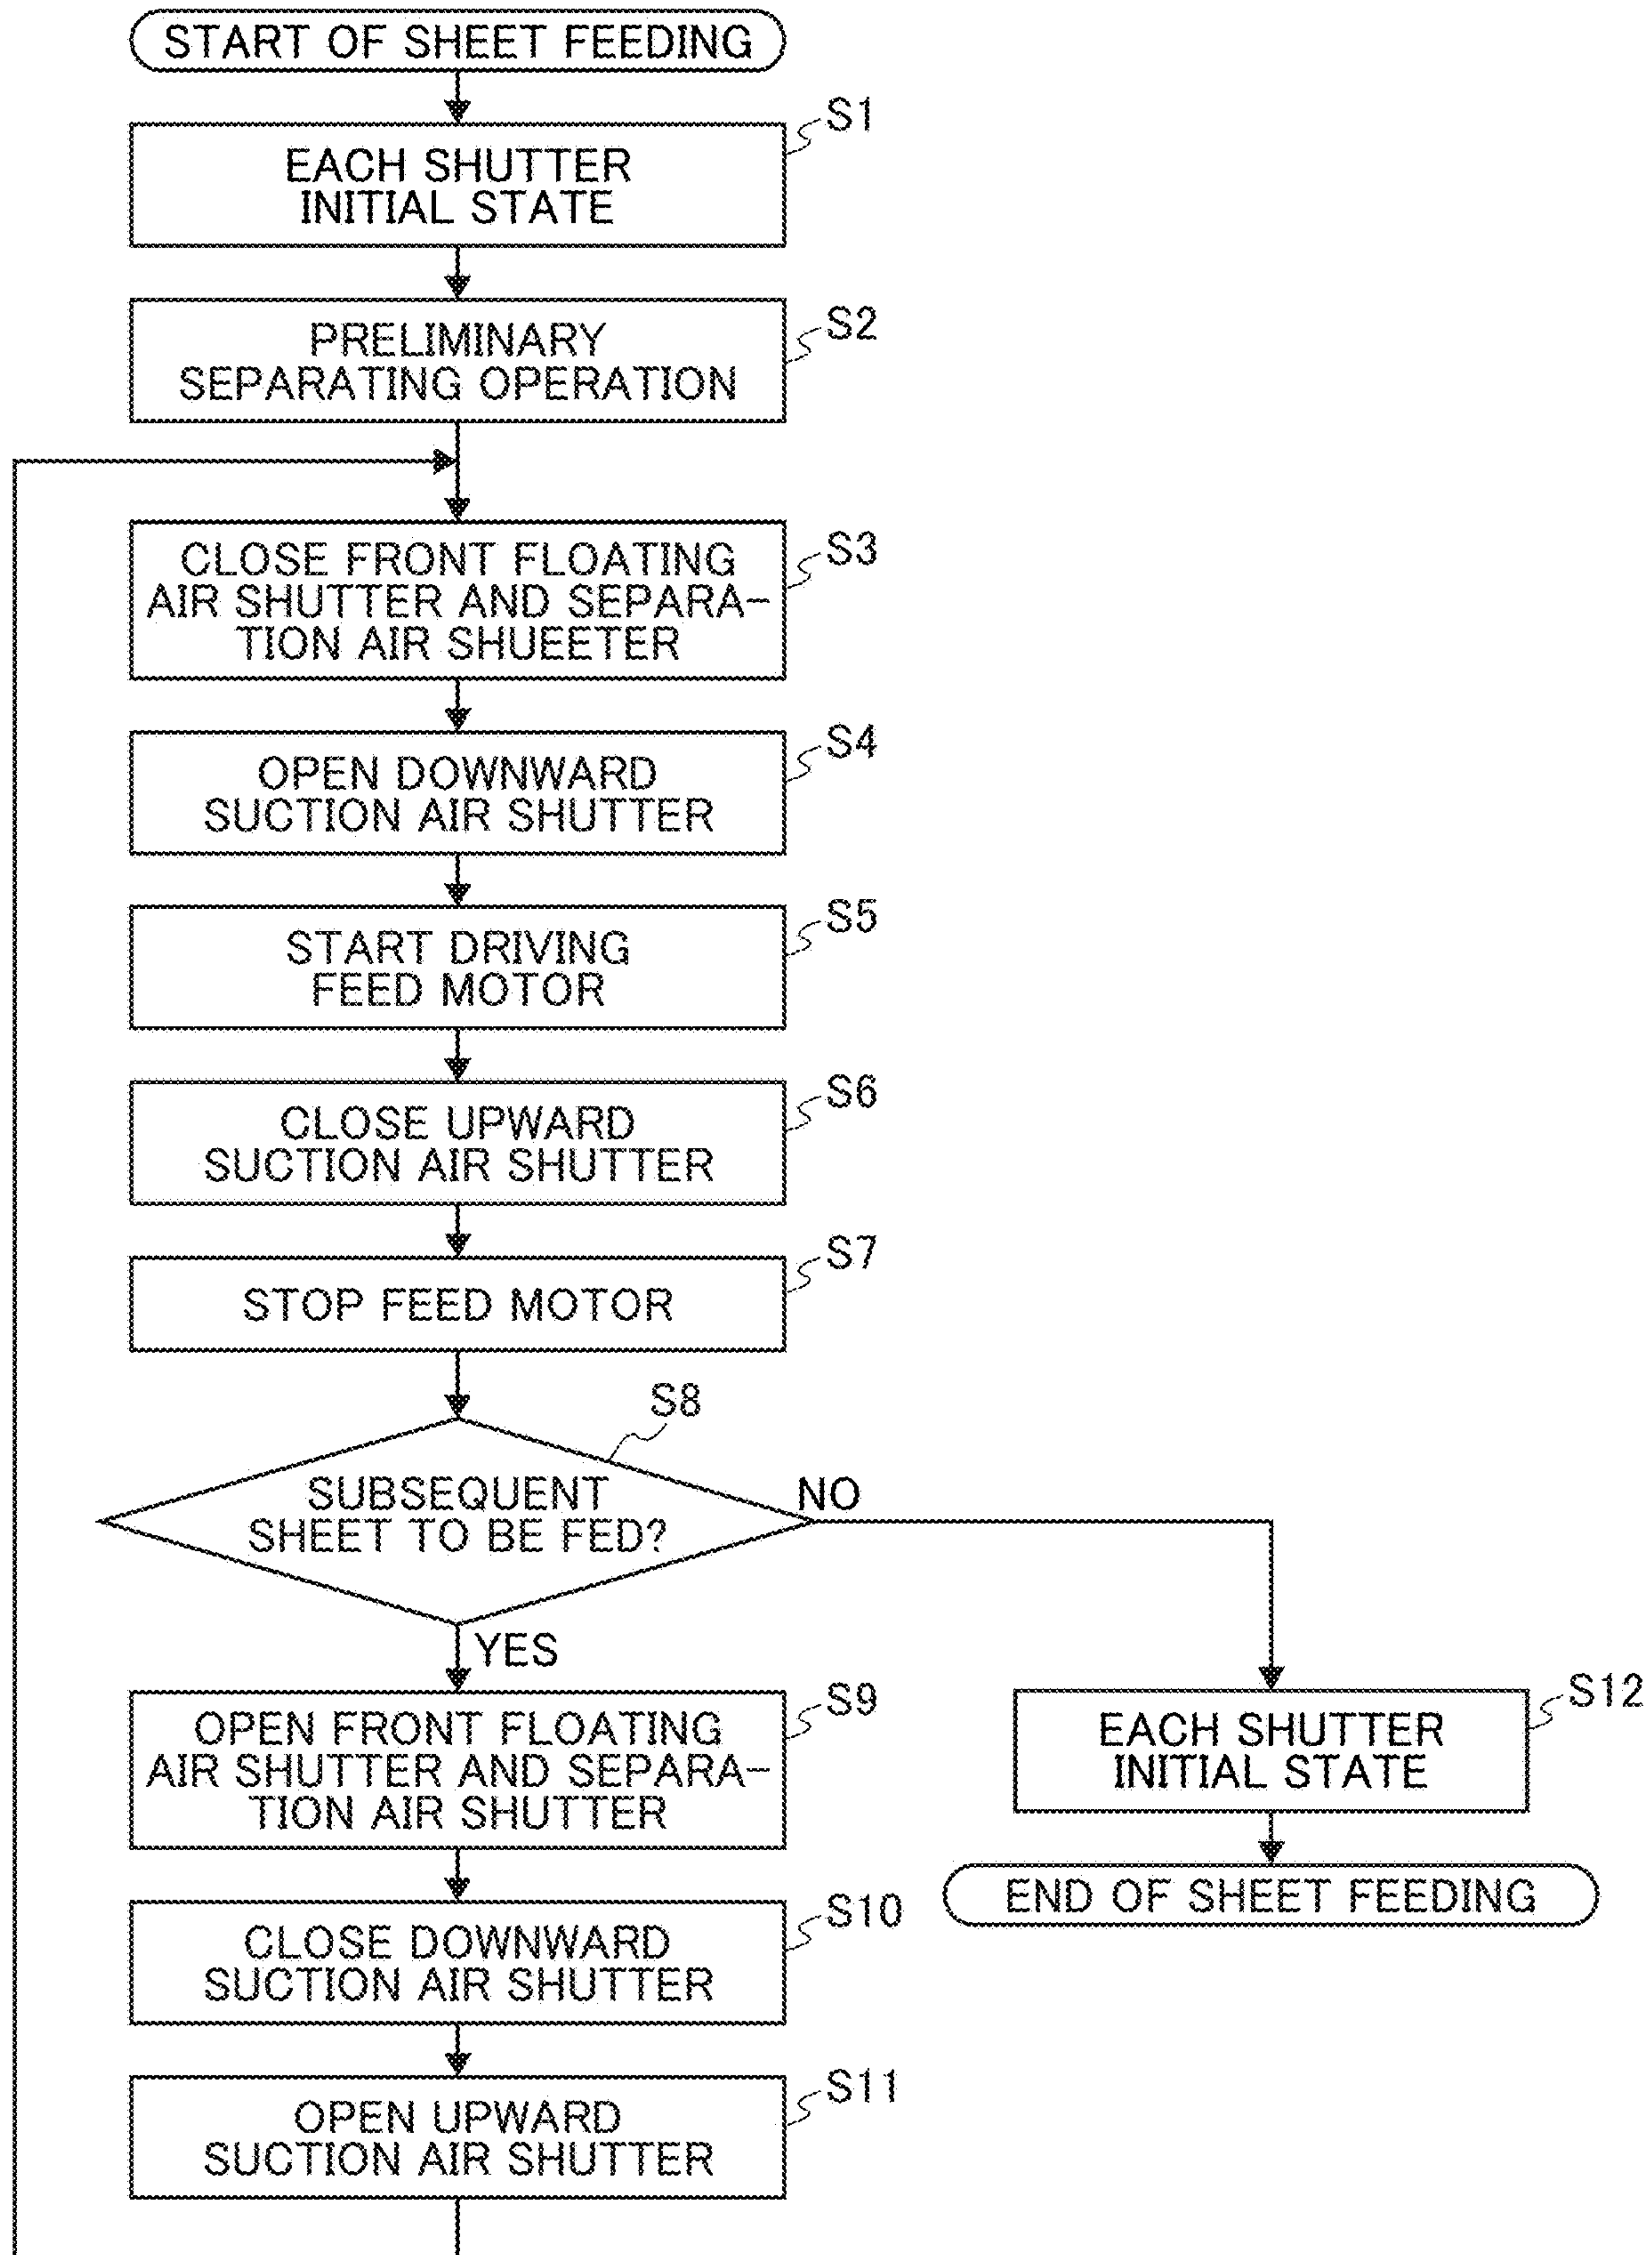 START OF SHEET FEEDING
S1
EACH SHUTTER
INITIAL STATE
S2
PRELIMINARY
SEPARATING OPERATION
S3
CLOSE FRONT FLOATING
AIR SHUTTER AND SEPARA-
TION AIR SHUEETER
S4
OPEN DOWNWARD
SUCTION AIR SHUTTER
S5
START DRIVING
FEED MOTOR
S6
CLOSE UPWARD
SUCTION AIR SHUTTER
S7
STOP FEED MOTOR
S8
SUBSEQUENT
SHEET TO BE FED?
NO
YES
S9
OPEN FRONT FLOATING
AIR SHUTTER AND SEPARA-
TION AIR SHUTTER
S12
EACH SHUTTER
INITIAL STATE
END OF SHEET FEEDING
S10
CLOSE DOWNWARD
SUCTION AIR SHUTTER
S11
OPEN UPWARD
SUCTION AIR SHUTTER